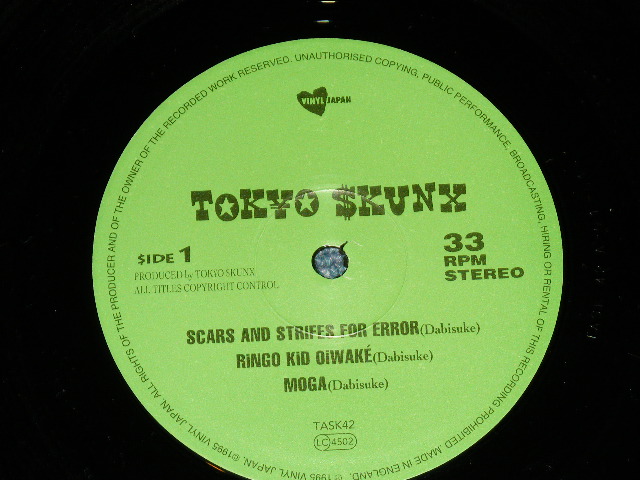 ALL RIGHTS OF THE PRODUCER AND OF THE OWNER OF THE RECORDED WORK RESERVED. UNAUTHORISED COPYING, PUBLIC PERFORMANCE, BROADCASTING, HIRING OR RENTAL OF THIS RECORDING PROHIBITED MADE IN ENGLAND. ©1995 VINYL JAPAN. ℗1995 VINYL JAPAN
VINYL JAPAN
TOK¥O $KUNX
$IDE 1
PRODUCED by TOKYO SKUNX
ALL TITLES COPYRIGHT CONTROL
33
RPM
STEREO
SCARS AND STRIFES FOR ERROR (Dabisuke)
RiNGO KiD OiWAKÉ (Dabisuke)
MOGA (Dabisuke)
TASK42
LC 4502